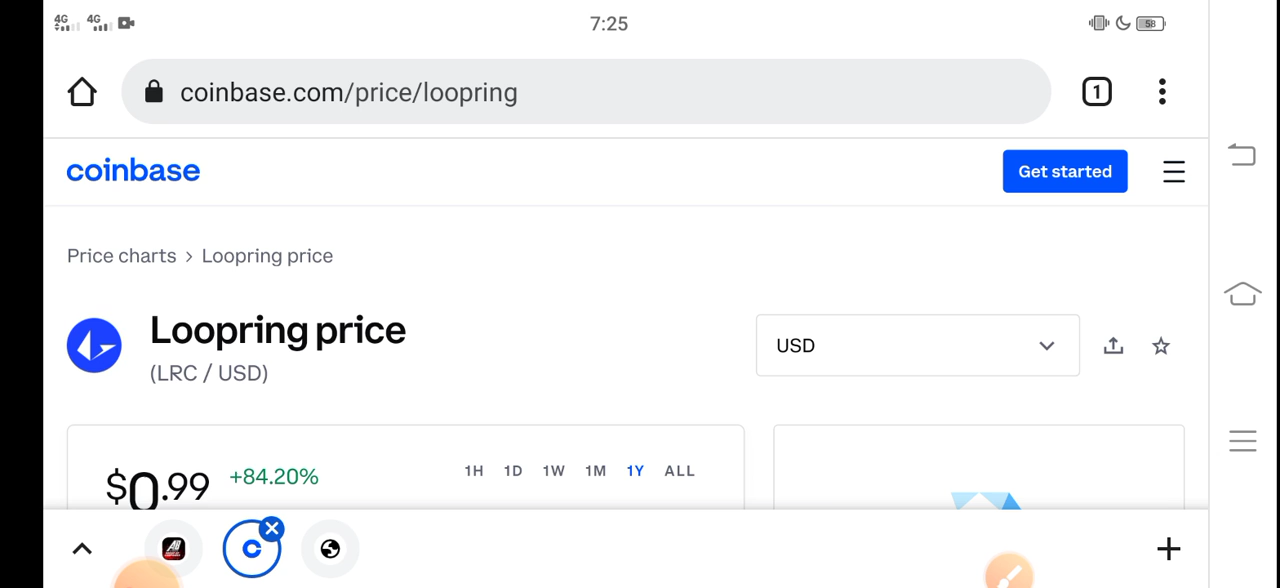 4G 4G 7:25 58
coinbase.com/price/loopring 1
coinbase Get started
Price charts > Loopring price
Loopring price
(LRC / USD)
USD
$0.99 +84.20% 1H 1D 1W 1M 1Y ALL